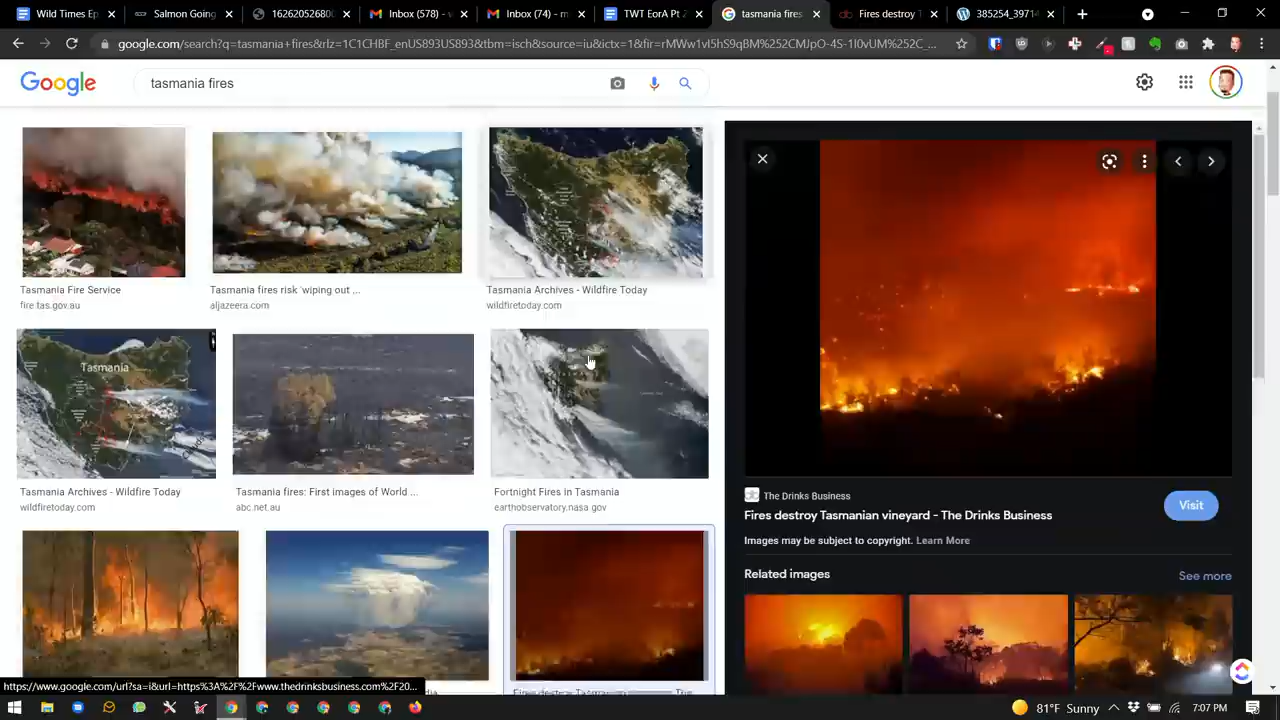 Wild Times Ep
Salmon Going
16262052680
Inbox (578) - v
Inbox (74) - m
TWT EorA Pt
tasmania fires
Fires destroy T
385254_3971
google.com/search?q=tasmania+fires&rlz=1C1CHBF_enUS893US893&tbm=isch&source=iu&ictx=1&fir=rMWw1vl5hS9qBM%252CMJpO-4S-1I0vUM%252C_...
Google
tasmania fires
Tasmania Fire Service
fire.tas.gov.au
Tasmania fires risk 'wiping out ...
aljazeera.com
Tasmania Archives - Wildfire Today
wildfiretoday.com
Tasmania
Tasmania Archives - Wildfire Today
wildfiretoday.com
Tasmania fires: First images of World ...
abc.net.au
Fortnight Fires in Tasmania
earthobservatory.nasa.gov
The Drinks Business
Fires destroy Tasmanian vineyard - The Drinks Business
Visit
Images may be subject to copyright. Learn More
Related images
See more
https://www.google.com/url?sa=i&url=https%3A%2F%2Fwww.thedrinksbusiness.com%2F20...
81°F Sunny
7:07 PM